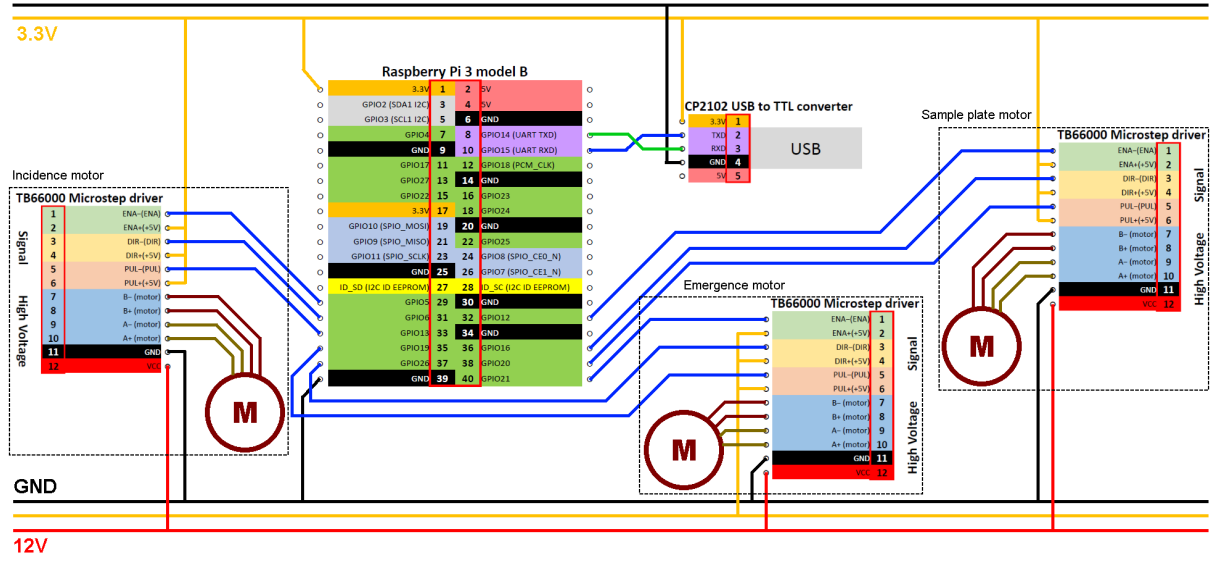 3.3V
Raspberry Pi 3 model B
3.3V 1 2 5V
GPIO2 (SDA1 I2C) 3 4 5V
GPIO3 (SCL1 I2C) 5 6 GND
GPIO4 7 8 GPIO14 (UART TXD)
GND 9 10 GPIO15 (UART RXD)
GPIO17 11 12 GPIO18 (PCM_CLK)
GPIO27 13 14 GND
GPIO22 15 16 GPIO23
3.3V 17 18 GPIO24
GPIO10 (SPIO_MOSI) 19 20 GND
GPIO9 (SPIO_MISO) 21 22 GPIO25
GPIO11 (SPIO_SCLK) 23 24 GPIO8 (SPIO_CE0_N)
GND 25 26 GPIO7 (SPIO_CE1_N)
ID_SD (I2C ID EEPROM) 27 28 ID_SC (I2C ID EEPROM)
GPIO5 29 30 GND
GPIO6 31 32 GPIO12
GPIO13 33 34 GND
GPIO19 35 36 GPIO16
GPIO26 37 38 GPIO20
GND 39 40 GPIO21
CP2102 USB to TTL converter
3.3V 1
TXD 2
RXD 3
GND 4
5V 5
USB
Sample plate motor
TB66000 Microstep driver
ENA−(ENA) 1
ENA+(+5V) 2
DIR−(DIR) 3
DIR+(+5V) 4
PUL−(PUL) 5
PUL+(+5V) 6
B− (motor) 7
B+ (motor) 8
A− (motor) 9
A+ (motor) 10
GND 11
VCC 12
Signal
High Voltage
M
Incidence motor
TB66000 Microstep driver
1 ENA−(ENA)
2 ENA+(+5V)
3 DIR−(DIR)
4 DIR+(+5V)
5 PUL−(PUL)
6 PUL+(+5V)
7 B− (motor)
8 B+ (motor)
9 A− (motor)
10 A+ (motor)
11 GND
12 VCC
Signal
High Voltage
M
Emergence motor
TB66000 Microstep driver
ENA−(ENA) 1
ENA+(+5V) 2
DIR−(DIR) 3
DIR+(+5V) 4
PUL−(PUL) 5
PUL+(+5V) 6
B− (motor) 7
B+ (motor) 8
A− (motor) 9
A+ (motor) 10
GND 11
VCC 12
Signal
High Voltage
M
GND
12V